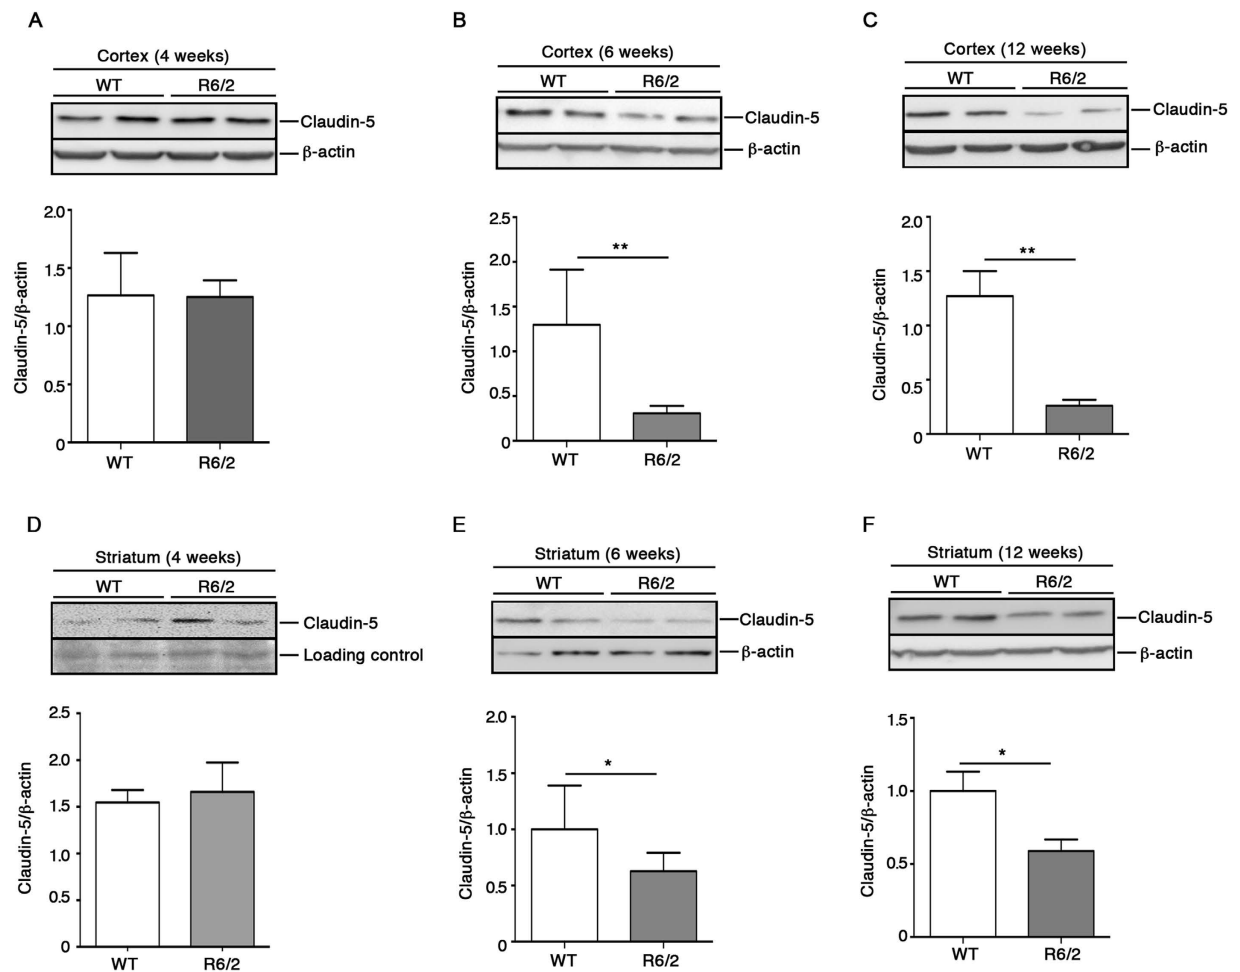 A
Cortex (4 weeks)
WT R6/2
Claudin-5
β-actin
Claudin-5/β-actin
2.0
1.5
1.0
0.5
0
WT R6/2
B
Cortex (6 weeks)
WT R6/2
Claudin-5
β-actin
Claudin-5/β-actin
2.5
2.0
1.5
1.0
0.5
0
**
WT R6/2
C
Cortex (12 weeks)
WT R6/2
Claudin-5
β-actin
Claudin-5/β-actin
2.0
1.5
1.0
0.5
0
**
WT R6/2
D
Striatum (4 weeks)
WT R6/2
Claudin-5
Loading control
Claudin-5/β-actin
2.5
2.0
1.5
1.0
0.5
0
WT R6/2
E
Striatum (6 weeks)
WT R6/2
Claudin-5
β-actin
Claudin-5/β-actin
2.0
1.5
1.0
0.5
0
*
WT R6/2
F
Striatum (12 weeks)
WT R6/2
Claudin-5
β-actin
Claudin-5/β-actin
1.5
1.0
0.5
0
*
WT R6/2